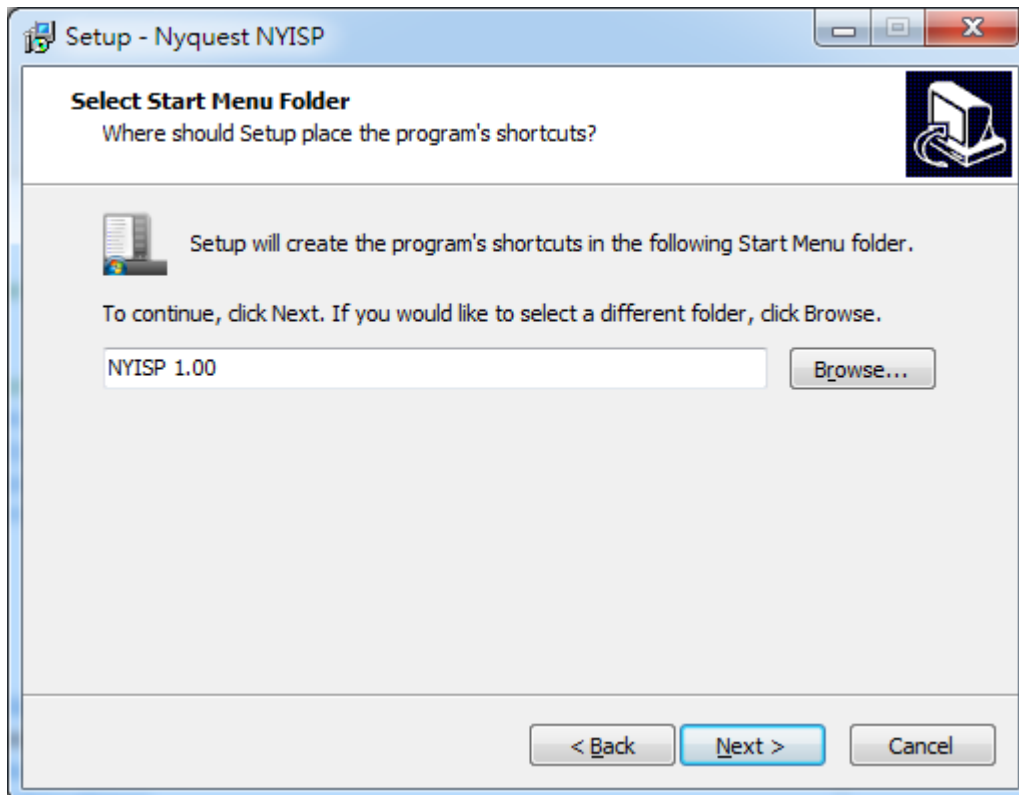 Setup - Nyquest NYISP
Select Start Menu Folder
Where should Setup place the program's shortcuts?
Setup will create the program's shortcuts in the following Start Menu folder.
To continue, click Next. If you would like to select a different folder, click Browse.
NYISP 1.00
Browse...
< Back
Next >
Cancel